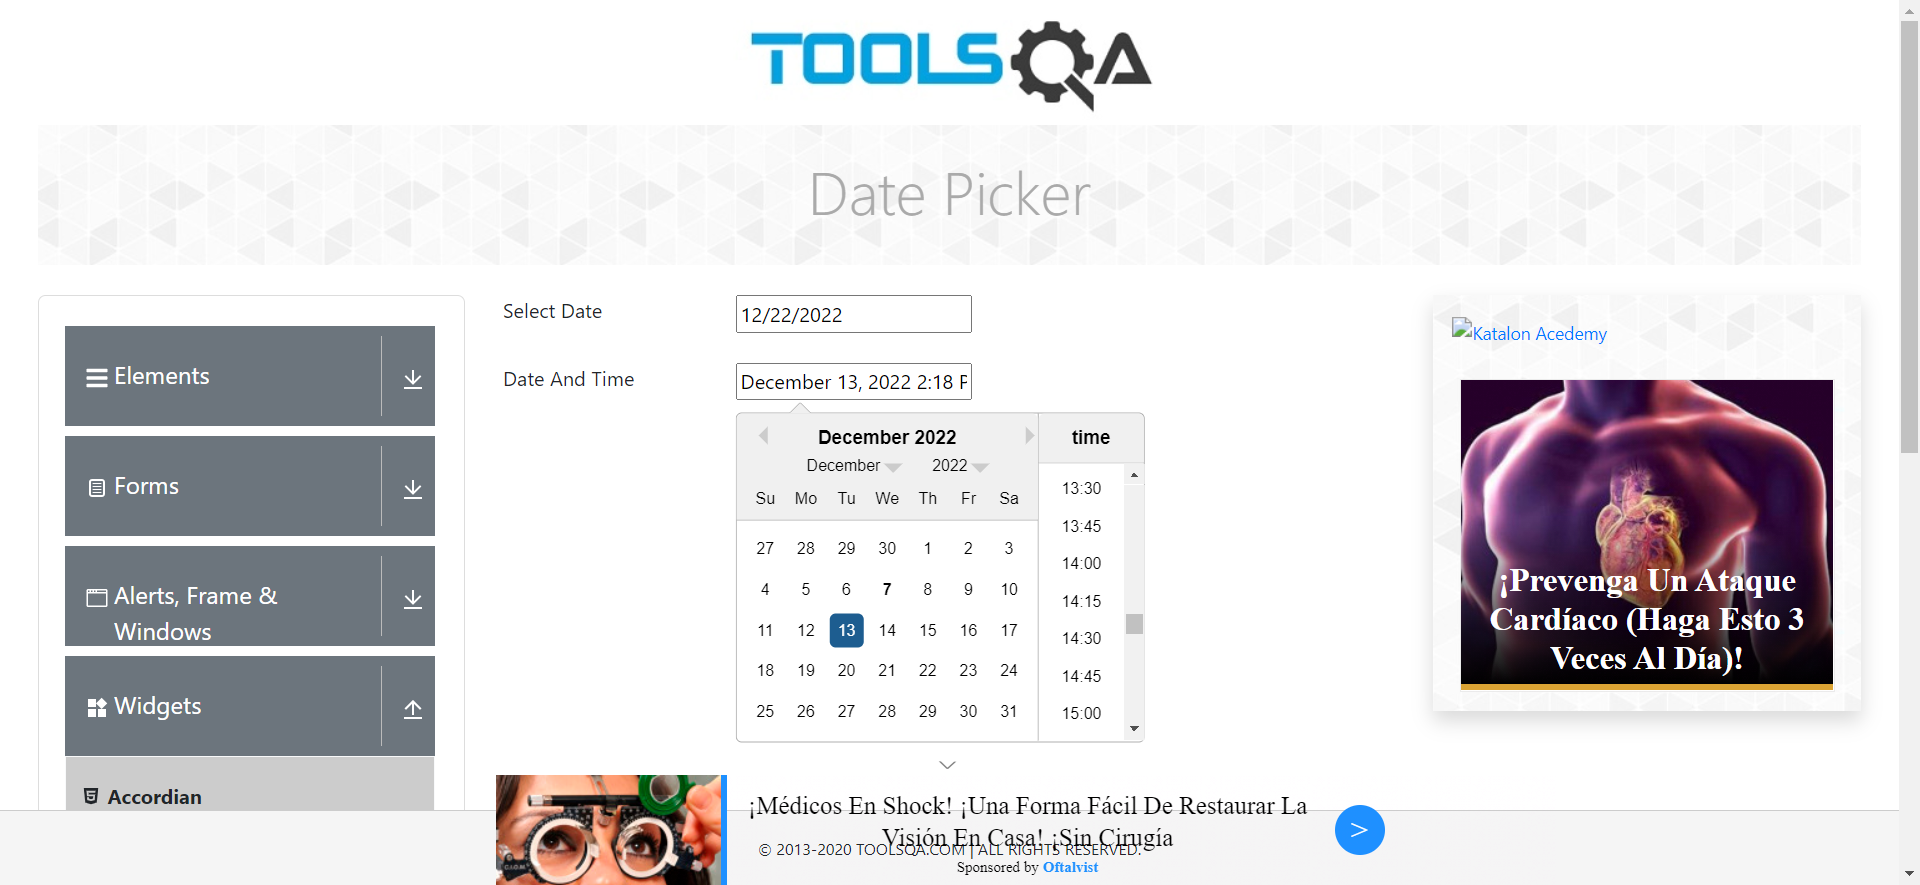 TOOLSQA
Date Picker
Elements
Forms
Alerts, Frame &
Windows
Widgets
Accordian
Select Date
12/22/2022
Date And Time
December 13, 2022 2:18 P
December 2022
December 2022
Su Mo Tu We Th Fr Sa
27 28 29 30 1 2 3
4 5 6 7 8 9 10
11 12 13 14 15 16 17
18 19 20 21 22 23 24
25 26 27 28 29 30 31
time
13:30
13:45
14:00
14:15
14:30
14:45
15:00
Katalon Acedemy
¡Prevenga Un Ataque
Cardíaco (Haga Esto 3
Veces Al Día)!
¡Médicos En Shock! ¡Una Forma Fácil De Restaurar La
Visión En Casa! ¡Sin Cirugía
© 2013-2020 TOOLSQA.COM | ALL RIGHTS RESERVED.
Sponsored by Oftalvist